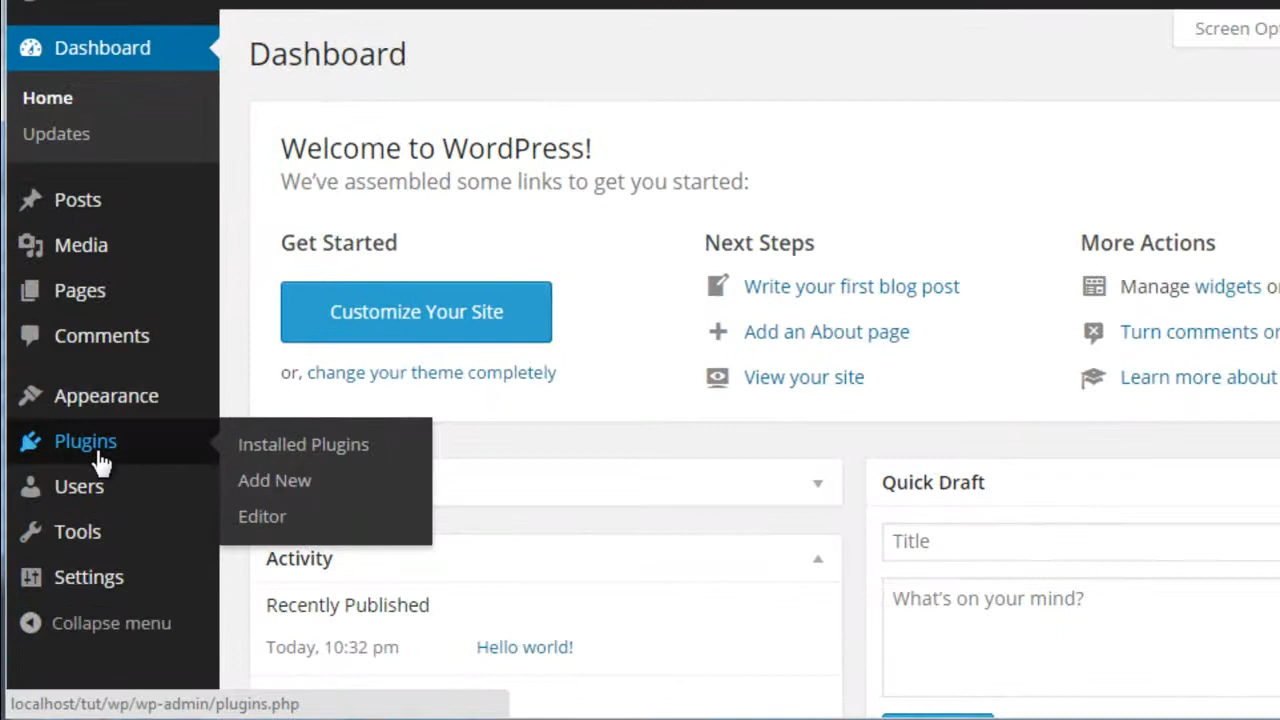 Dashboard
Home
Updates
Posts
Media
Pages
Comments
Appearance
Plugins
Users
Tools
Settings
Collapse menu
Installed Plugins
Add New
Editor
Screen Op
Dashboard
Welcome to WordPress!
We've assembled some links to get you started:
Get Started
Customize Your Site
or, change your theme completely
Next Steps
Write your first blog post
Add an About page
View your site
More Actions
Manage widgets or
Turn comments or
Learn more about
Activity
Recently Published
Today, 10:32 pm Hello world!
Quick Draft
Title
What's on your mind?
localhost/tut/wp/wp-admin/plugins.php